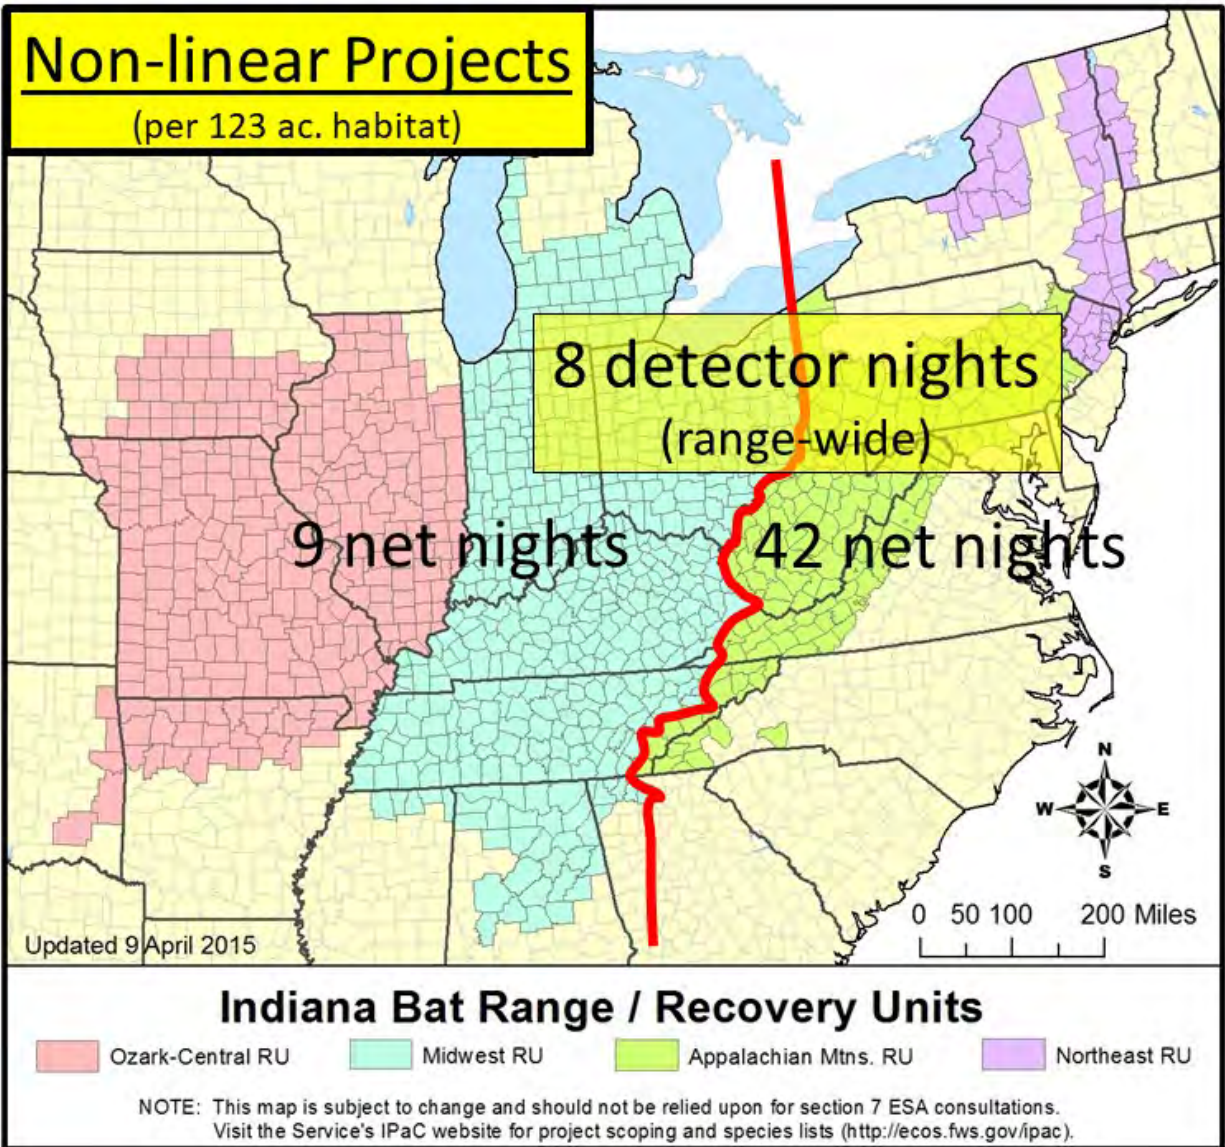 Non-linear Projects
(per 123 ac. habitat)
8 detector nights
(range-wide)
9 net nights
42 net nights
N
W
E
S
0 50 100 200 Miles
Updated 9 April 2015
Indiana Bat Range / Recovery Units
Ozark-Central RU
Midwest RU
Appalachian Mtns. RU
Northeast RU
NOTE: This map is subject to change and should not be relied upon for section 7 ESA consultations.
Visit the Service's IPaC website for project scoping and species lists (http://ecos.fws.gov/ipac).